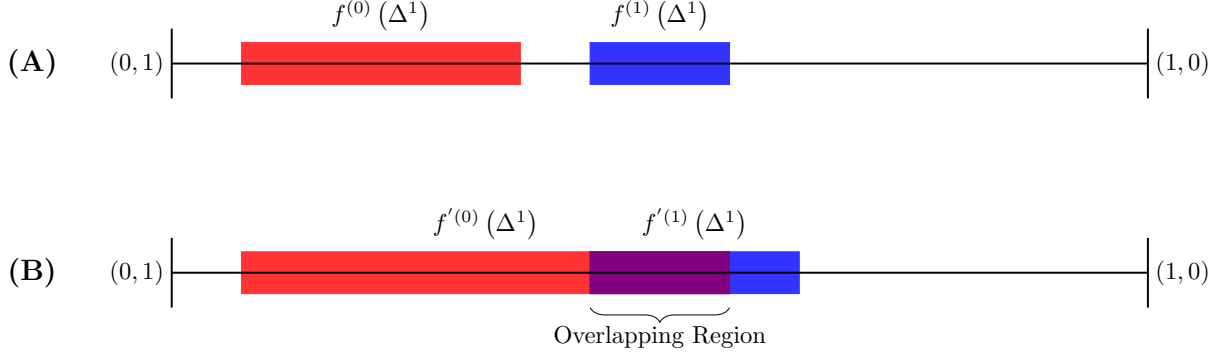 f^{(0)} (Δ^1) f^{(1)} (Δ^1)
(A) (0, 1) (1, 0)
f^{'(0)} (Δ^1) f^{'(1)} (Δ^1)
(B) (0, 1) (1, 0)
Overlapping Region